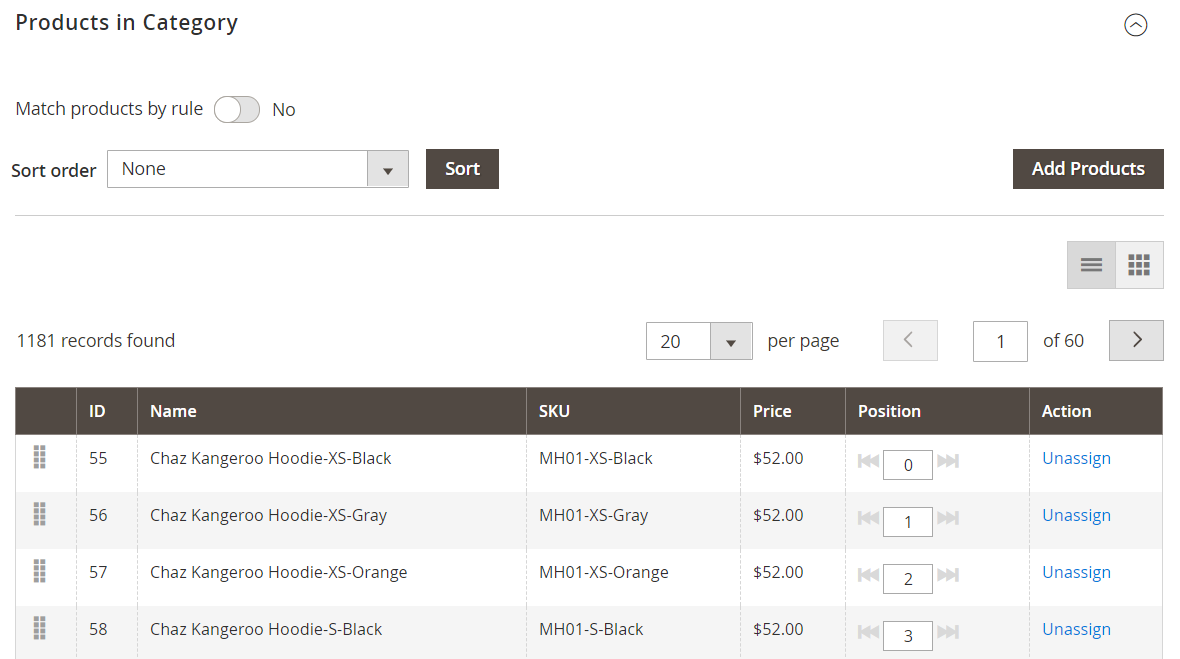 Products in Category
Match products by rule No
Sort order None Sort Add Products
1181 records found 20 per page 1 of 60
ID Name SKU Price Position Action
55 Chaz Kangeroo Hoodie-XS-Black MH01-XS-Black $52.00 0 Unassign
56 Chaz Kangeroo Hoodie-XS-Gray MH01-XS-Gray $52.00 1 Unassign
57 Chaz Kangeroo Hoodie-XS-Orange MH01-XS-Orange $52.00 2 Unassign
58 Chaz Kangeroo Hoodie-S-Black MH01-S-Black $52.00 3 Unassign